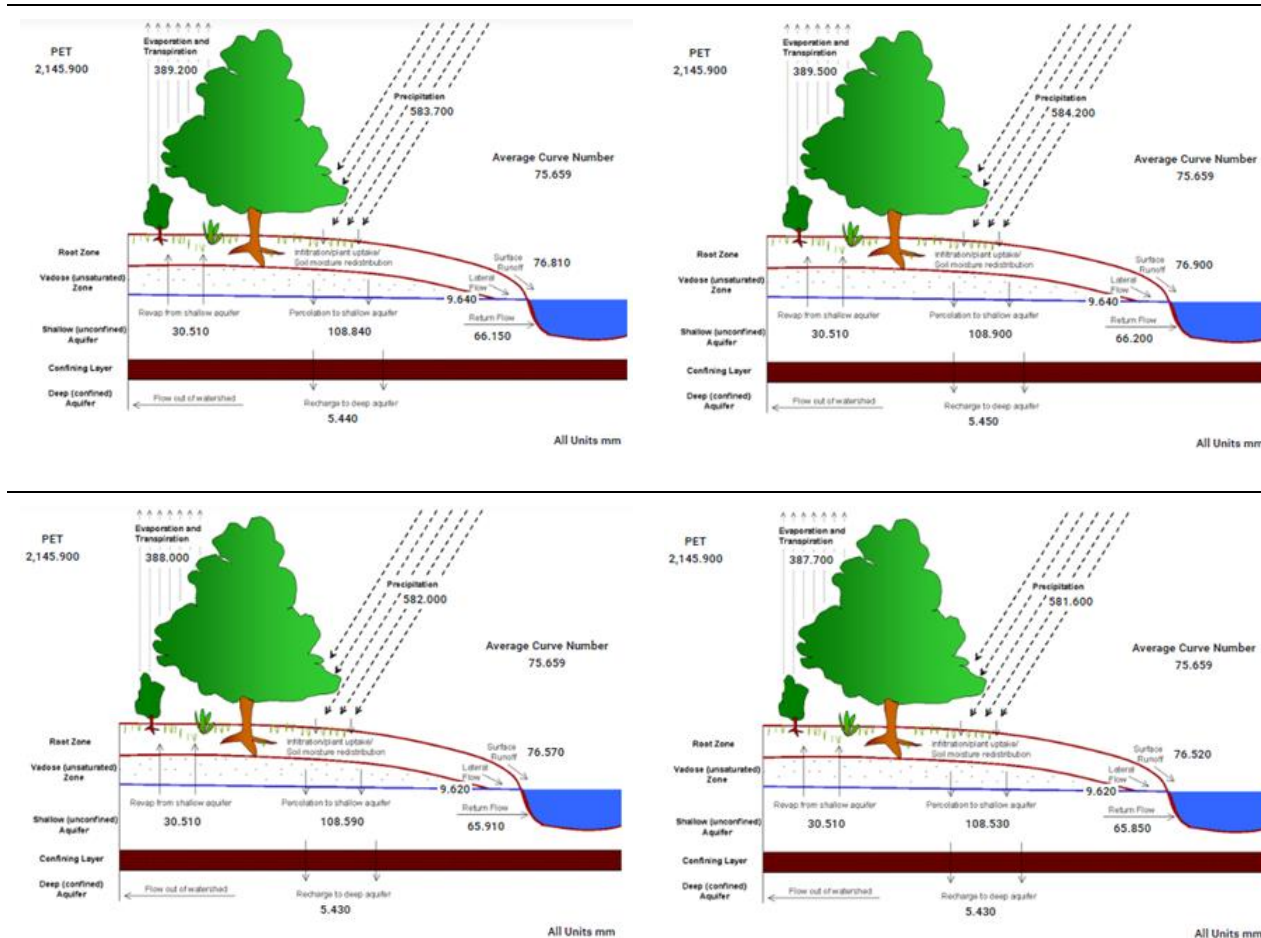 PET
2,145.900
Evaporation and
Transpiration
389.200
Precipitation
583.700
Average Curve Number
75.659
Root Zone
Infiltration/plant uptake/
Soil moisture redistribution
Surface
Runoff
76.810
Vadose (unsaturated)
Zone
Lateral
Flow
9.640
Revap from shallow aquifer
Percolation to shallow aquifer
Return Flow
Shallow (unconfined)
Aquifer
30.510
108.840
66.150
Confining Layer
Deep (confined)
Aquifer
Flow out of watershed
Recharge to deep aquifer
5.440
All Units mm
PET
2,145.900
Evaporation and
Transpiration
389.500
Precipitation
584.200
Average Curve Number
75.659
Root Zone
Infiltration/plant uptake/
Soil moisture redistribution
Surface
Runoff
76.900
Vadose (unsaturated)
Zone
Lateral
Flow
9.640
Revap from shallow aquifer
Percolation to shallow aquifer
Return Flow
Shallow (unconfined)
Aquifer
30.510
108.900
66.200
Confining Layer
Deep (confined)
Aquifer
Flow out of watershed
Recharge to deep aquifer
5.450
All Units mm
PET
2,145.900
Evaporation and
Transpiration
388.000
Precipitation
582.000
Average Curve Number
75.659
Root Zone
Infiltration/plant uptake/
Soil moisture redistribution
Surface
Runoff
76.570
Vadose (unsaturated)
Zone
Lateral
Flow
9.620
Revap from shallow aquifer
Percolation to shallow aquifer
Return Flow
Shallow (unconfined)
Aquifer
30.510
108.590
65.910
Confining Layer
Deep (confined)
Aquifer
Flow out of watershed
Recharge to deep aquifer
5.430
All Units mm
PET
2,145.900
Evaporation and
Transpiration
387.700
Precipitation
581.600
Average Curve Number
75.659
Root Zone
Infiltration/plant uptake/
Soil moisture redistribution
Surface
Runoff
76.520
Vadose (unsaturated)
Zone
Lateral
Flow
9.620
Revap from shallow aquifer
Percolation to shallow aquifer
Return Flow
Shallow (unconfined)
Aquifer
30.510
108.530
65.850
Confining Layer
Deep (confined)
Aquifer
Flow out of watershed
Recharge to deep aquifer
5.430
All Units mm